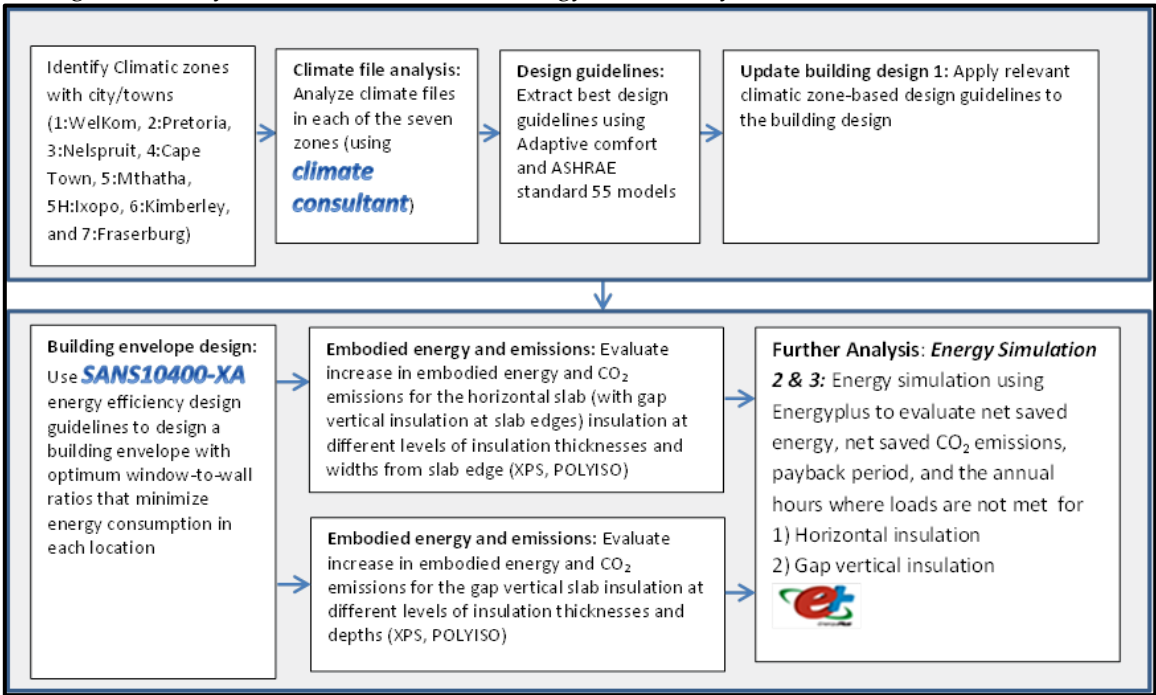 Identify Climatic zones
with city/towns
(1:WelKom, 2:Pretoria,
3:Nelspruit, 4:Cape
Town, 5:Mthatha,
5H:Ixopo, 6:Kimberley,
and 7:Fraserburg)
Climate file analysis:
Analyze climate files
in each of the seven
zones (using
climate
consultant)
Design guidelines:
Extract best design
guidelines using
Adaptive comfort
and ASHRAE
standard 55 models
Update building design 1: Apply relevant
climatic zone-based design guidelines to
the building design
Building envelope design:
Use SANS10400-XA
energy efficiency design
guidelines to design a
building envelope with
optimum window-to-wall
ratios that minimize
energy consumption in
each location
Embodied energy and emissions: Evaluate
increase in embodied energy and CO₂
emissions for the horizontal slab (with gap
vertical insulation at slab edges) insulation at
different levels of insulation thicknesses and
widths from slab edge (XPS, POLYISO)
Embodied energy and emissions: Evaluate
increase in embodied energy and CO₂
emissions for the gap vertical slab insulation at
different levels of insulation thicknesses and
depths (XPS, POLYISO)
Further Analysis: Energy Simulation
2 & 3: Energy simulation using
Energyplus to evaluate net saved
energy, net saved CO₂ emissions,
payback period, and the annual
hours where loads are not met for
1) Horizontal insulation
2) Gap vertical insulation